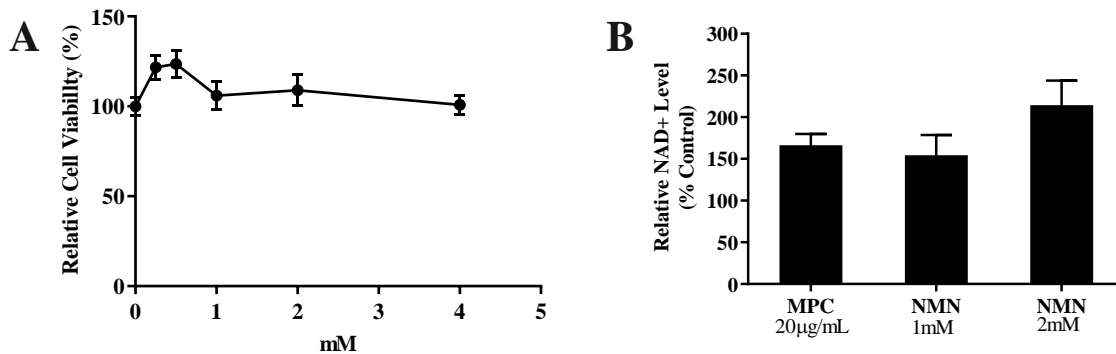 A
Relative Cell Viability (%)
150
100
50
0
0 1 2 3 4 5
mM
B
Relative NAD+ Level
(% Control)
300
250
200
150
100
50
0
MPC NMN NMN
20μg/mL 1mM 2mM